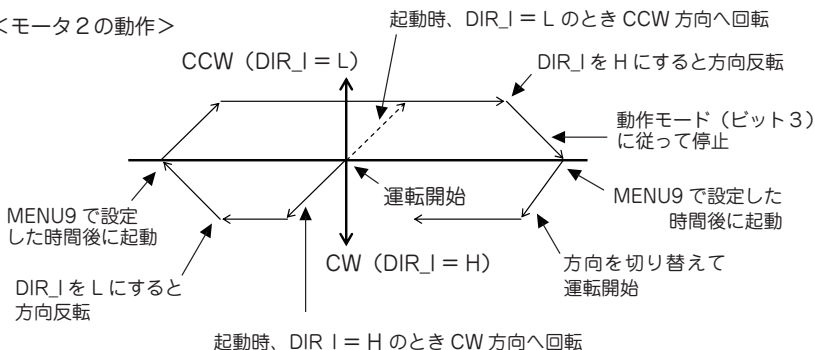 ＜モータ２の動作＞
起動時、DIR_I＝L のとき CCW 方向へ回転
CCW（DIR_I＝L）
DIR_I を H にすると方向反転
動作モード（ビット３）
に従って停止
運転開始
MENU9 で設定した
時間後に起動
MENU9 で設定
した時間後に起動
CW（DIR_I＝H）
方向を切り替えて
運転開始
DIR_I を L にすると
方向反転
起動時、DIR_I＝H のとき CW 方向へ回転